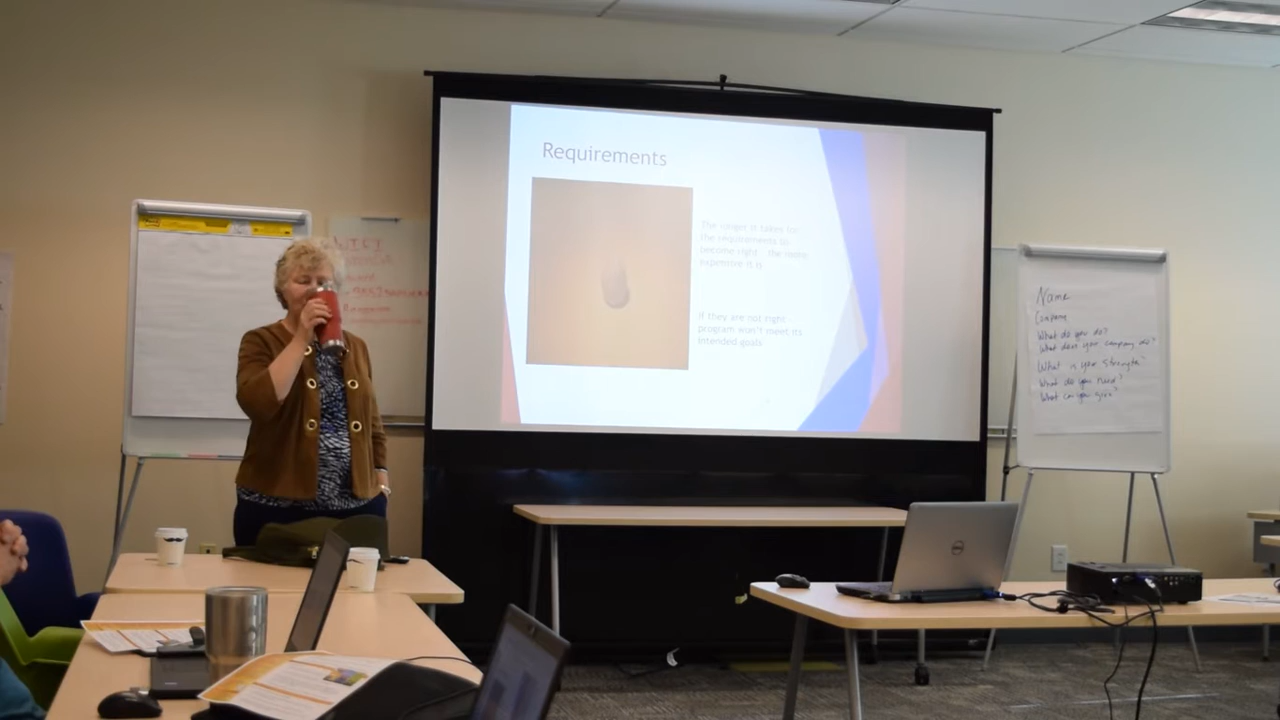 Requirements
The longer it takes for
the requirements to
become right - the more
expensive it is
If they are not right -
program won't meet its
intended goals
Name
Company
What do you do?
What does your company do?
What is your strength?
What do you need?
What can you give?
DELL